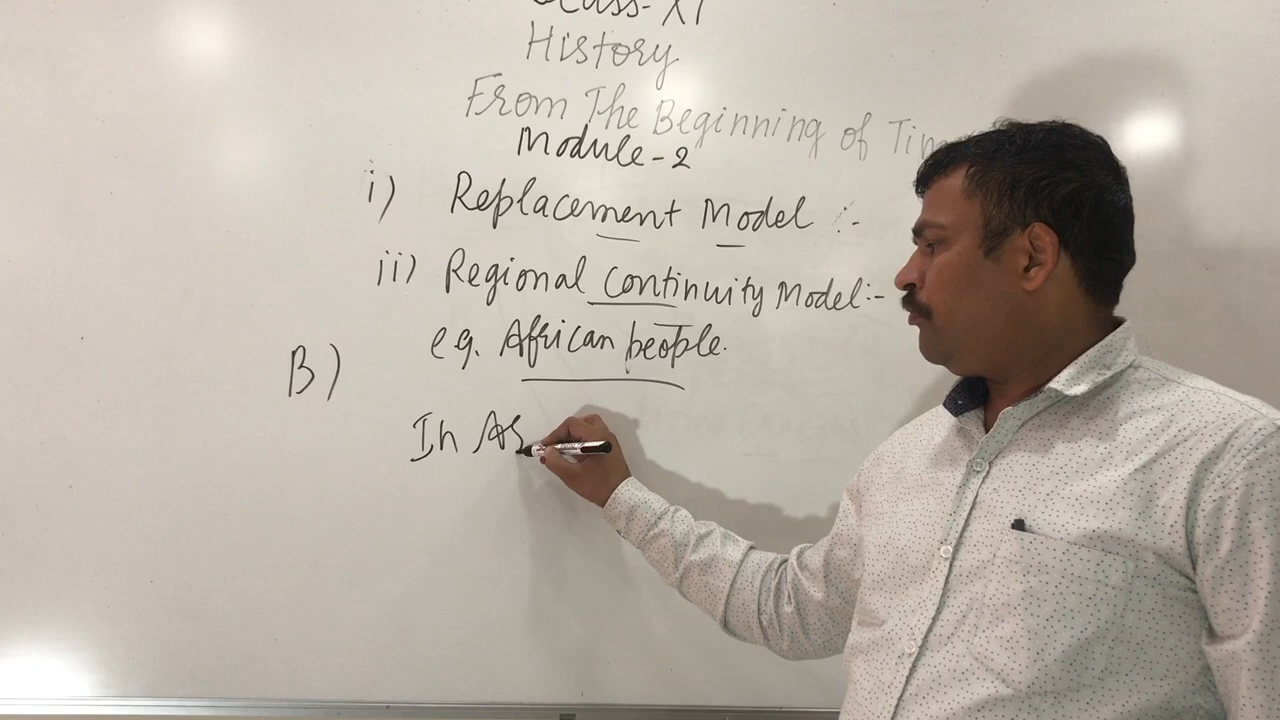 Class-XI
History
From The Beginning of Tim
Module-2
i) Replacement Model :-
ii) Regional Continuity Model:-
eg. African people.
B)
In As